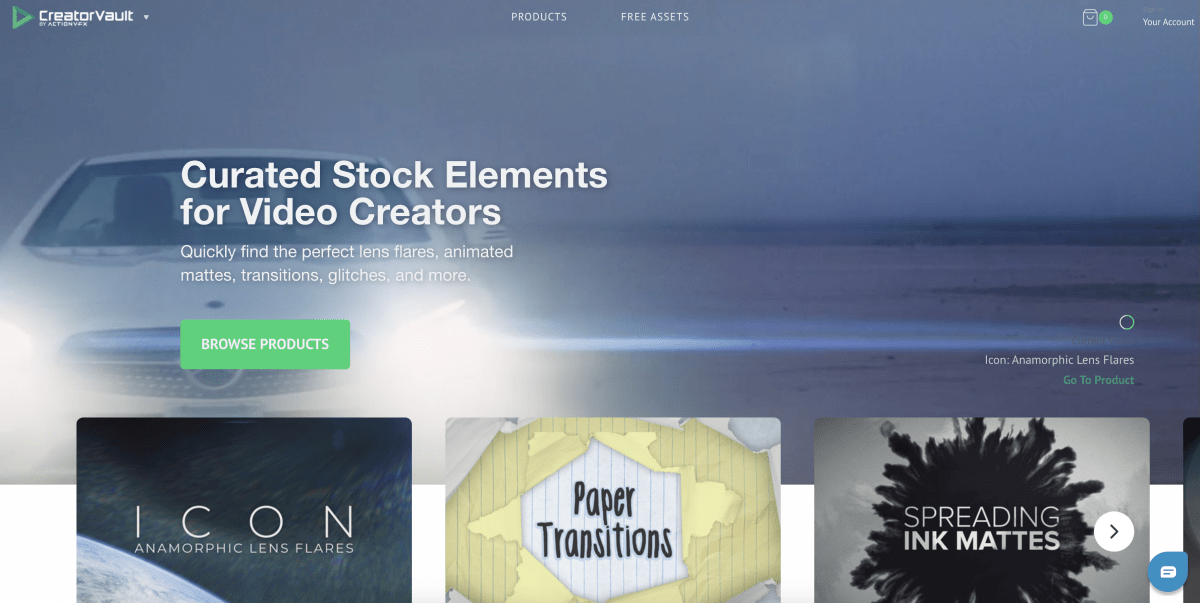 CreatorVault
BY ACTIONVFX
PRODUCTS
FREE ASSETS
0
Sign In
Your Account
Curated Stock Elements
for Video Creators
Quickly find the perfect lens flares, animated
mattes, transitions, glitches, and more.
BROWSE PRODUCTS
Icon: Anamorphic Lens Flares
Go To Product
ICON
ANAMORPHIC LENS FLARES
Paper
Transitions
SPREADING
INK MATTES